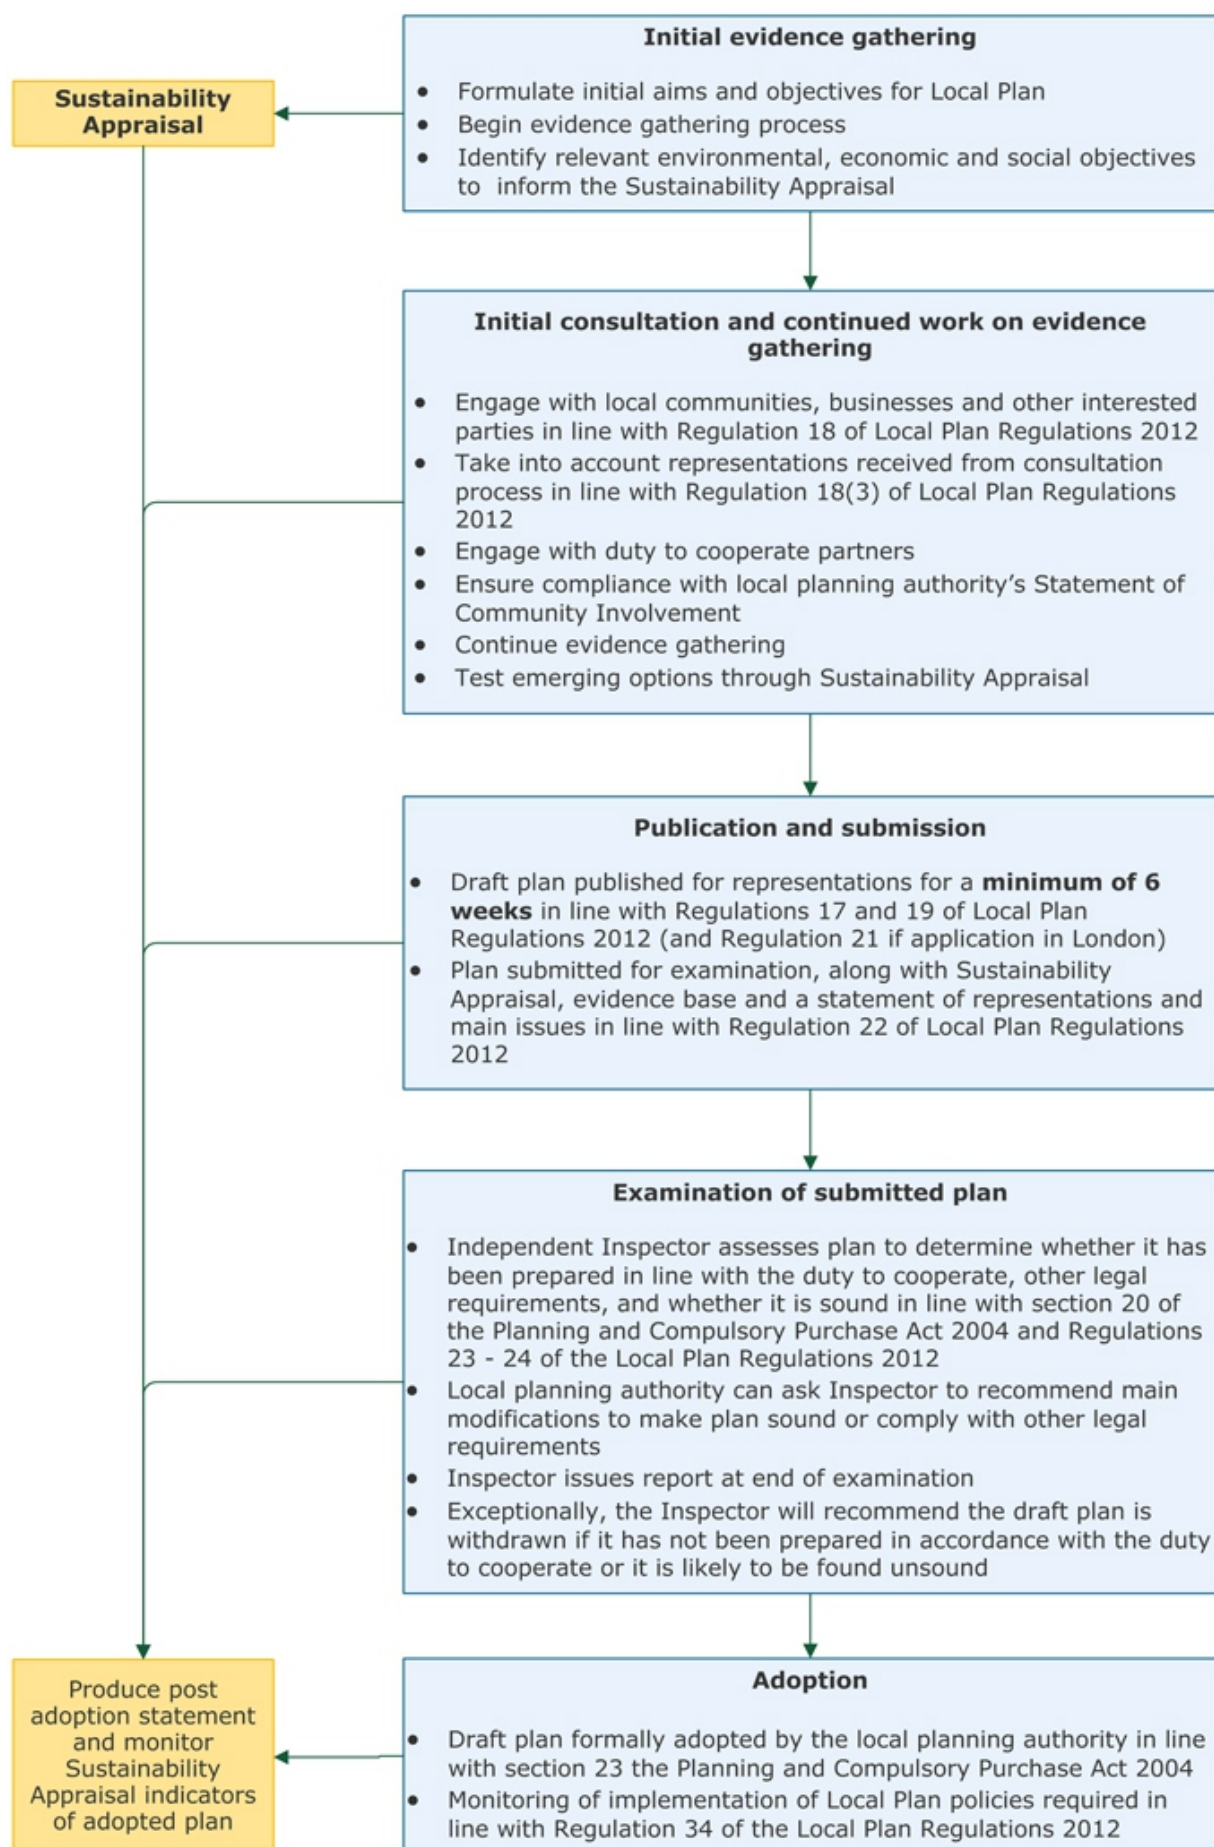 Initial evidence gathering
• Formulate initial aims and objectives for Local Plan
• Begin evidence gathering process
• Identify relevant environmental, economic and social objectives
to inform the Sustainability Appraisal
Sustainability
Appraisal
Initial consultation and continued work on evidence
gathering
• Engage with local communities, businesses and other interested
parties in line with Regulation 18 of Local Plan Regulations 2012
• Take into account representations received from consultation
process in line with Regulation 18(3) of Local Plan Regulations
2012
• Engage with duty to cooperate partners
• Ensure compliance with local planning authority’s Statement of
Community Involvement
• Continue evidence gathering
• Test emerging options through Sustainability Appraisal
Publication and submission
• Draft plan published for representations for a minimum of 6
weeks in line with Regulations 17 and 19 of Local Plan
Regulations 2012 (and Regulation 21 if application in London)
• Plan submitted for examination, along with Sustainability
Appraisal, evidence base and a statement of representations and
main issues in line with Regulation 22 of Local Plan Regulations
2012
Examination of submitted plan
• Independent Inspector assesses plan to determine whether it has
been prepared in line with the duty to cooperate, other legal
requirements, and whether it is sound in line with section 20 of
the Planning and Compulsory Purchase Act 2004 and Regulations
23 - 24 of the Local Plan Regulations 2012
• Local planning authority can ask Inspector to recommend main
modifications to make plan sound or comply with other legal
requirements
• Inspector issues report at end of examination
• Exceptionally, the Inspector will recommend the draft plan is
withdrawn if it has not been prepared in accordance with the duty
to cooperate or it is likely to be found unsound
Adoption
• Draft plan formally adopted by the local planning authority in line
with section 23 the Planning and Compulsory Purchase Act 2004
• Monitoring of implementation of Local Plan policies required in
line with Regulation 34 of the Local Plan Regulations 2012
Produce post
adoption statement
and monitor
Sustainability
Appraisal indicators
of adopted plan